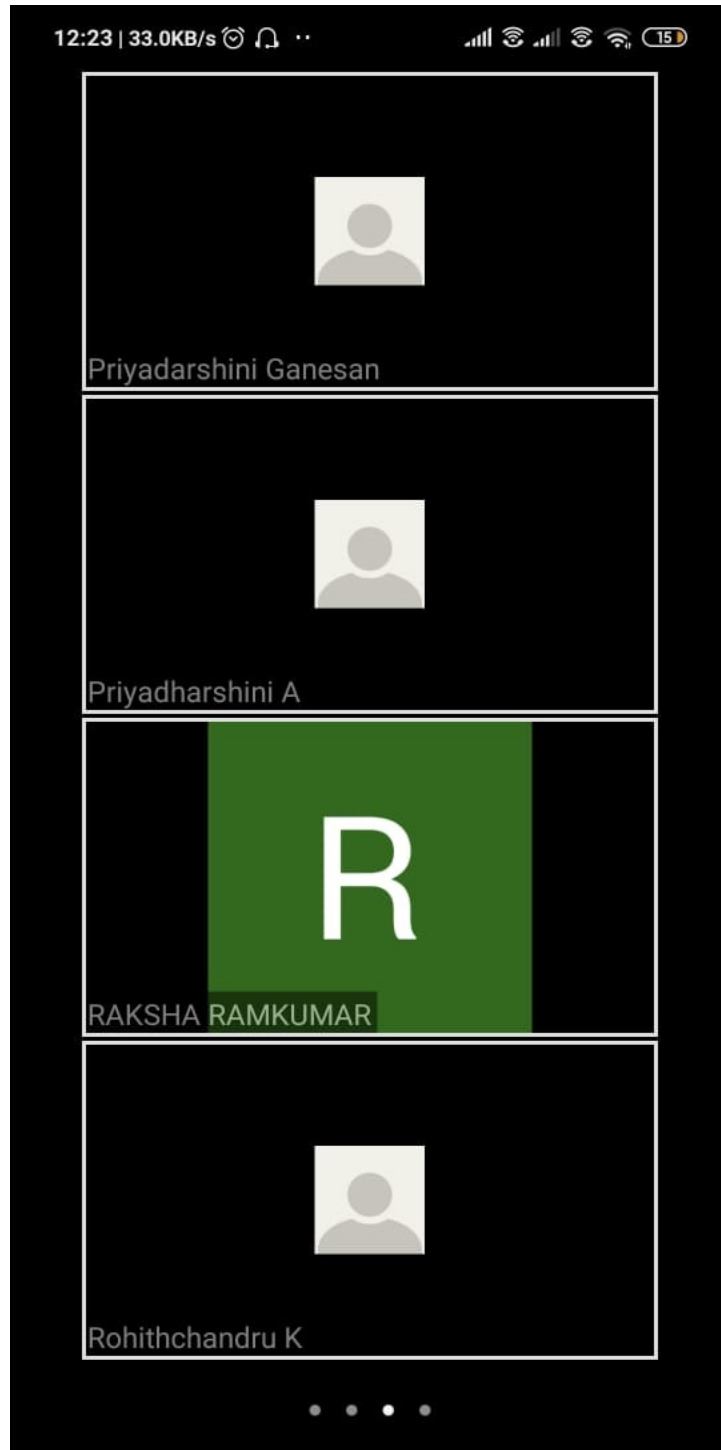 12:23 | 33.0KB/s 15
Priyadarshini Ganesan
Priyadharshini A
R
RAKSHA RAMKUMAR
Rohithchandru K